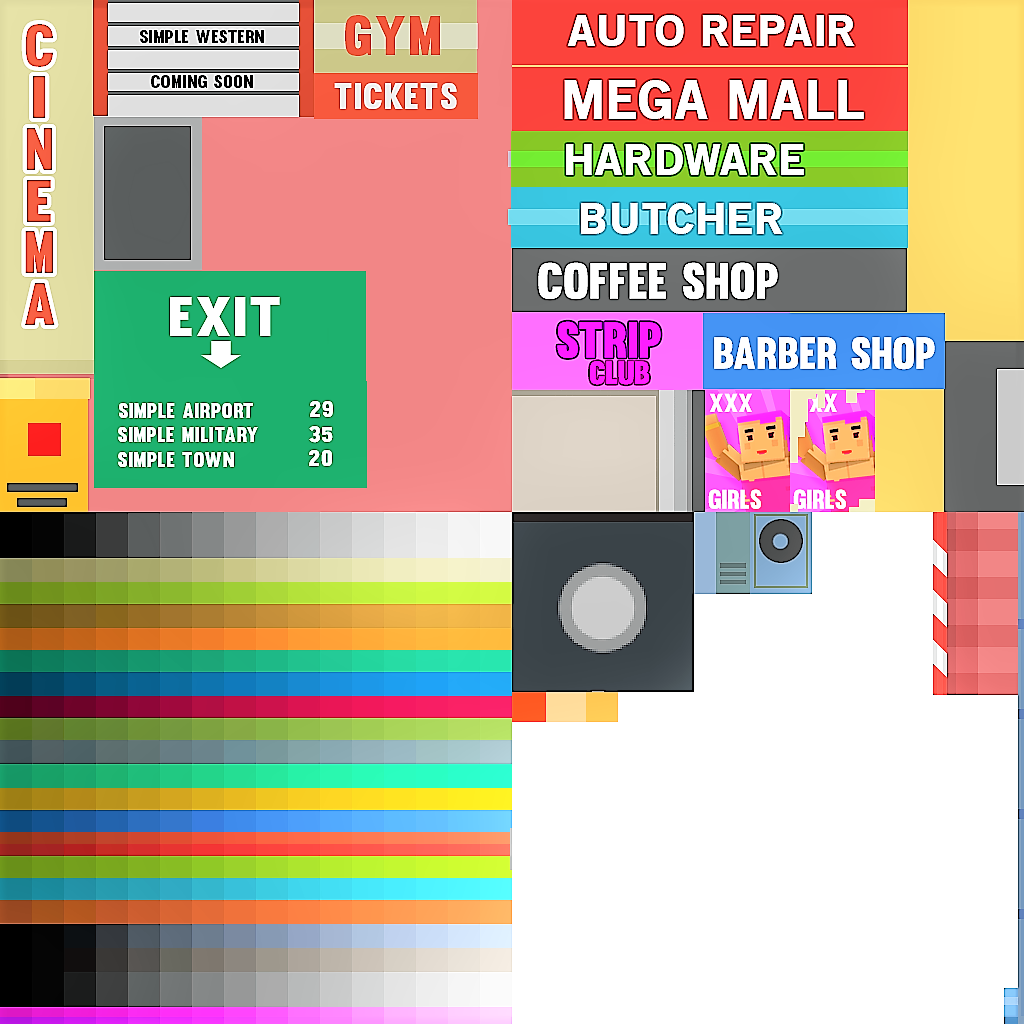 CINEMA
SIMPLE WESTERN
COMING SOON
GYM
TICKETS
EXIT
SIMPLE AIRPORT 29
SIMPLE MILITARY 35
SIMPLE TOWN 20
AUTO REPAIR
MEGA MALL
HARDWARE
BUTCHER
COFFEE SHOP
STRIP
CLUB
BARBER SHOP
XXX
GIRLS
XX
GIRLS